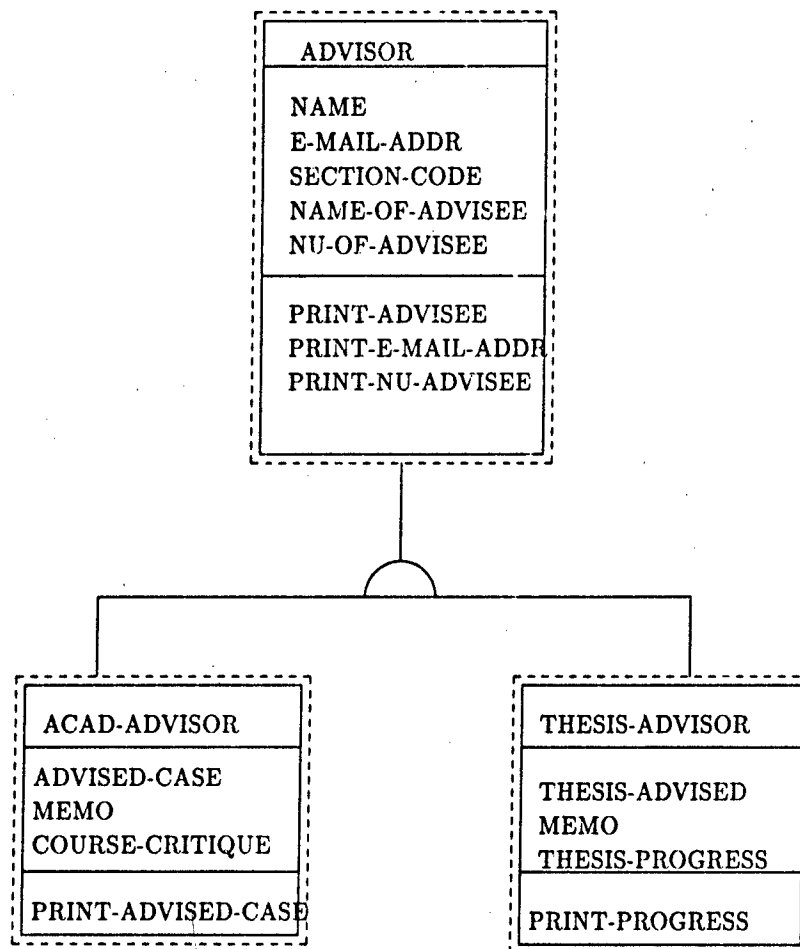 ADVISOR
NAME
E-MAIL-ADDR
SECTION-CODE
NAME-OF-ADVISEE
NU-OF-ADVISEE
PRINT-ADVISEE
PRINT-E-MAIL-ADDR
PRINT-NU-ADVISEE
ACAD-ADVISOR
ADVISED-CASE
MEMO
COURSE-CRITIQUE
PRINT-ADVISED-CASE
THESIS-ADVISOR
THESIS-ADVISED
MEMO
THESIS-PROGRESS
PRINT-PROGRESS